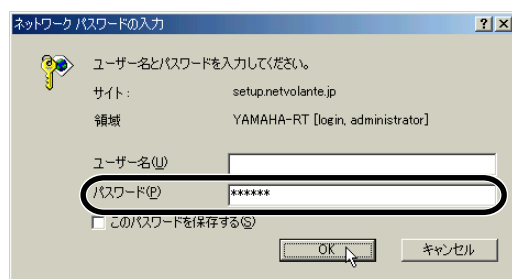 ネットワーク パスワードの入力
ユーザー名とパスワードを入力してください。
サイト: setup.netvolante.jp
領域 YAMAHA-RT [login, administrator]
ユーザー名(U)
パスワード(P) ******
このパスワードを保存する(S)
OK キャンセル